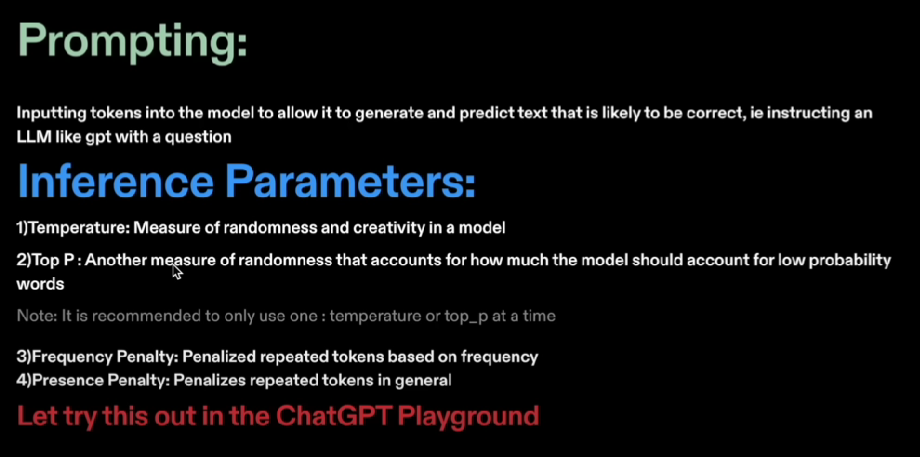 Prompting:
Inputting tokens into the model to allow it to generate and predict text that is likely to be correct, ie instructing an
LLM like gpt with a question
Inference Parameters:
1)Temperature: Measure of randomness and creativity in a model
2)Top P : Another measure of randomness that accounts for how much the model should account for low probability
words
Note: It is recommended to only use one : temperature or top_p at a time
3)Frequency Penalty: Penalized repeated tokens based on frequency
4)Presence Penalty: Penalizes repeated tokens in general
Let try this out in the ChatGPT Playground